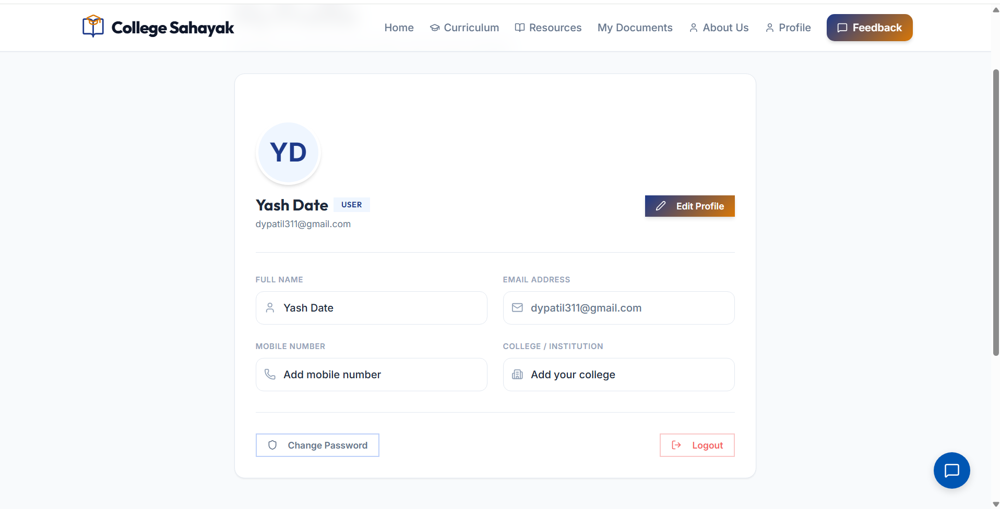 College Sahayak
Home Curriculum Resources My Documents About Us Profile Feedback
YD
Yash Date USER
dypatil311@gmail.com
Edit Profile
FULL NAME
Yash Date
EMAIL ADDRESS
dypatil311@gmail.com
MOBILE NUMBER
Add mobile number
COLLEGE / INSTITUTION
Add your college
Change Password
Logout